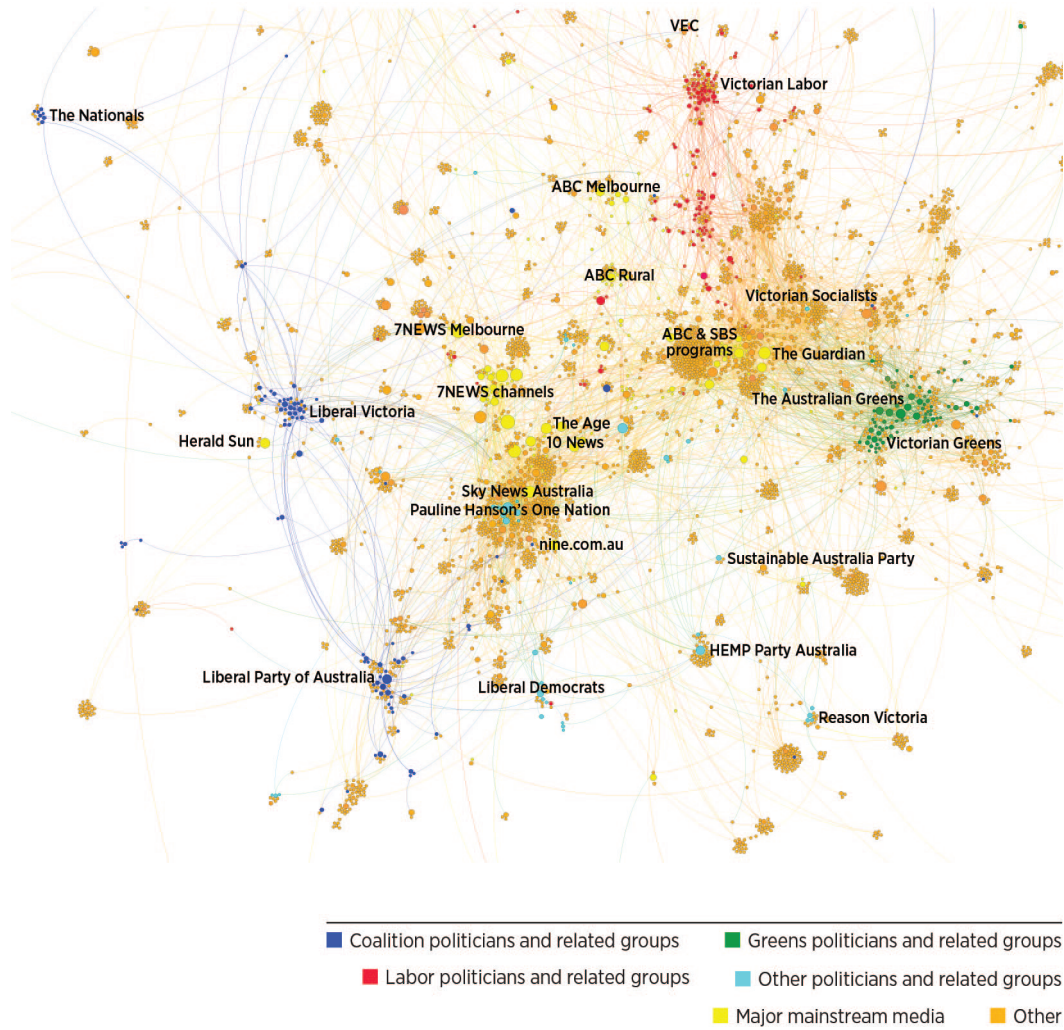 VEC
Victorian Labor
The Nationals
ABC Melbourne
ABC Rural
Victorian Socialists
7NEWS Melbourne
ABC & SBS
programs
The Guardian
7NEWS channels
The Australian Greens
Liberal Victoria
The Age
Herald Sun
10 News
Victorian Greens
Sky News Australia
Pauline Hanson's One Nation
nine.com.au
Sustainable Australia Party
HEMP Party Australia
Liberal Party of Australia
Liberal Democrats
Reason Victoria
Coalition politicians and related groups
Greens politicians and related groups
Labor politicians and related groups
Other politicians and related groups
Major mainstream media
Other